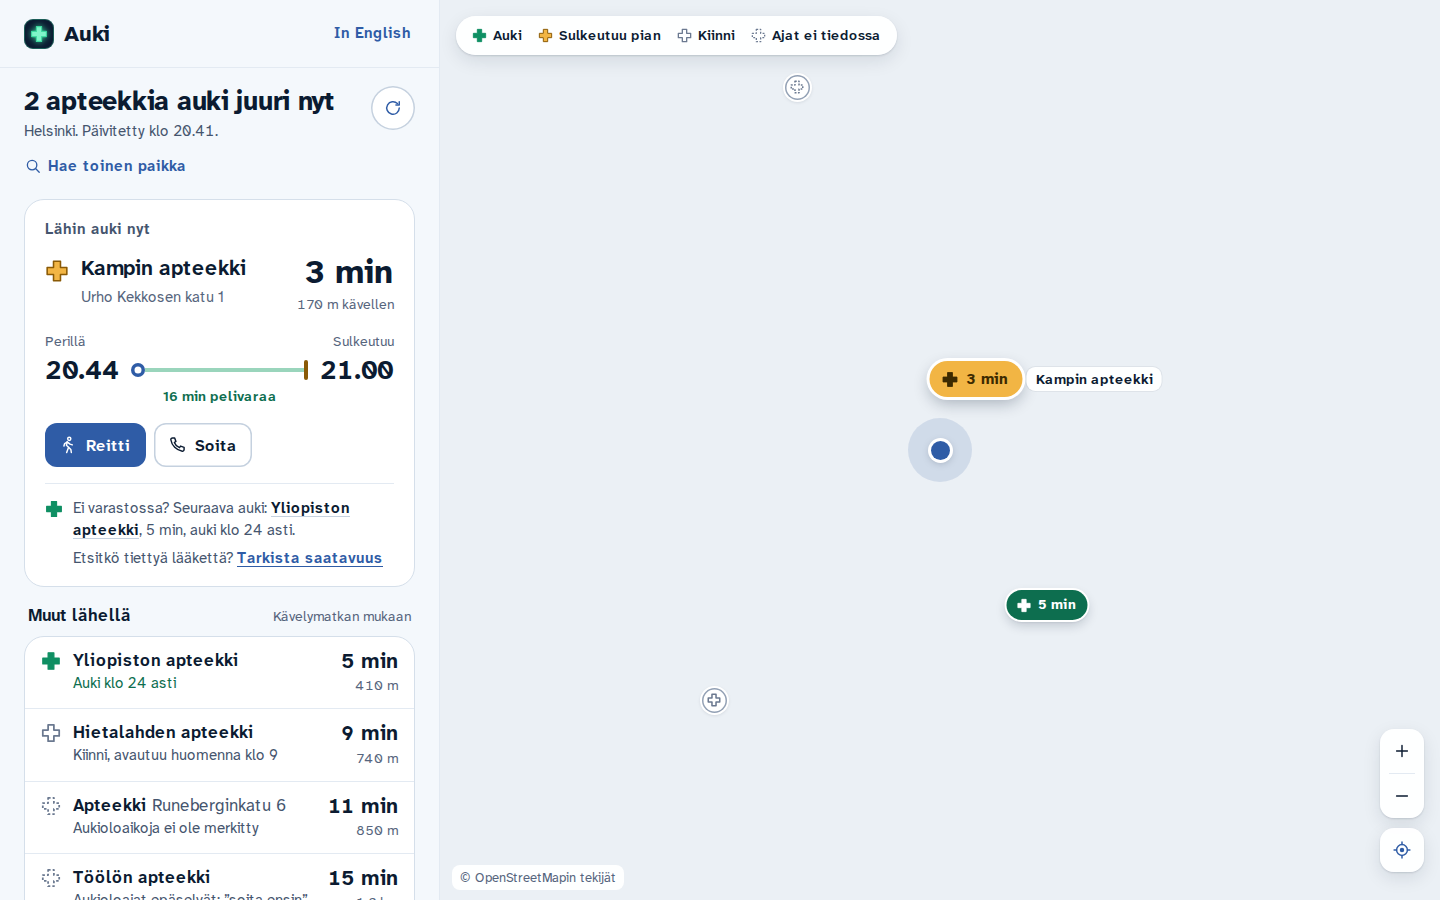 Auki
In English
2 apteekkia auki juuri nyt
Helsinki. Päivitetty klo 20.41.
Hae toinen paikka
Lähin auki nyt
Kampin apteekki
3 min
Urho Kekkosen katu 1
170 m kävellen
Perillä
Sulkeutuu
20.44
21.00
16 min pelivaraa
Reitti
Soita
Ei varastossa? Seuraava auki: Yliopiston
apteekki, 5 min, auki klo 24 asti.
Etsitkö tiettyä lääkettä? Tarkista saatavuus
Muut lähellä
Kävelymatkan mukaan
Yliopiston apteekki
5 min
Auki klo 24 asti
410 m
Hietalahden apteekki
9 min
Kiinni, avautuu huomenna klo 9
740 m
Apteekki Runeberginkatu 6
11 min
Aukioloaikoja ei ole merkitty
850 m
Töölön apteekki
15 min
Aukioloajat epäselvät: "soita ensin"
Auki
Sulkeutuu pian
Kiinni
Ajat ei tiedossa
3 min
Kampin apteekki
5 min
© OpenStreetMapin tekijät